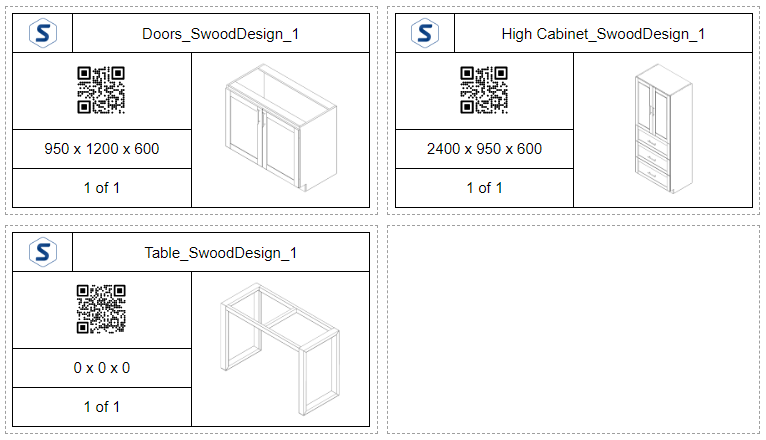 S
Doors_SwoodDesign_1
950 x 1200 x 600
1 of 1
S
High Cabinet_SwoodDesign_1
2400 x 950 x 600
1 of 1
S
Table_SwoodDesign_1
0 x 0 x 0
1 of 1